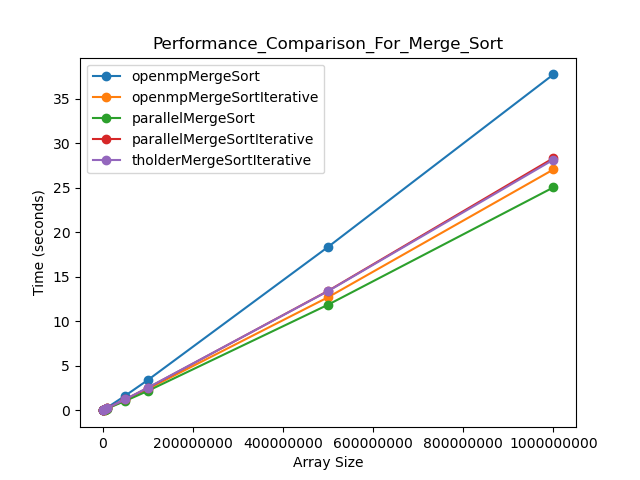 Performance_Comparison_For_Merge_Sort
openmpMergeSort
openmpMergeSortIterative
parallelMergeSort
parallelMergeSortIterative
tholderMergeSortIterative
Time (seconds)
35
30
25
20
15
10
5
0
0 200000000 400000000 600000000 800000000 1000000000
Array Size